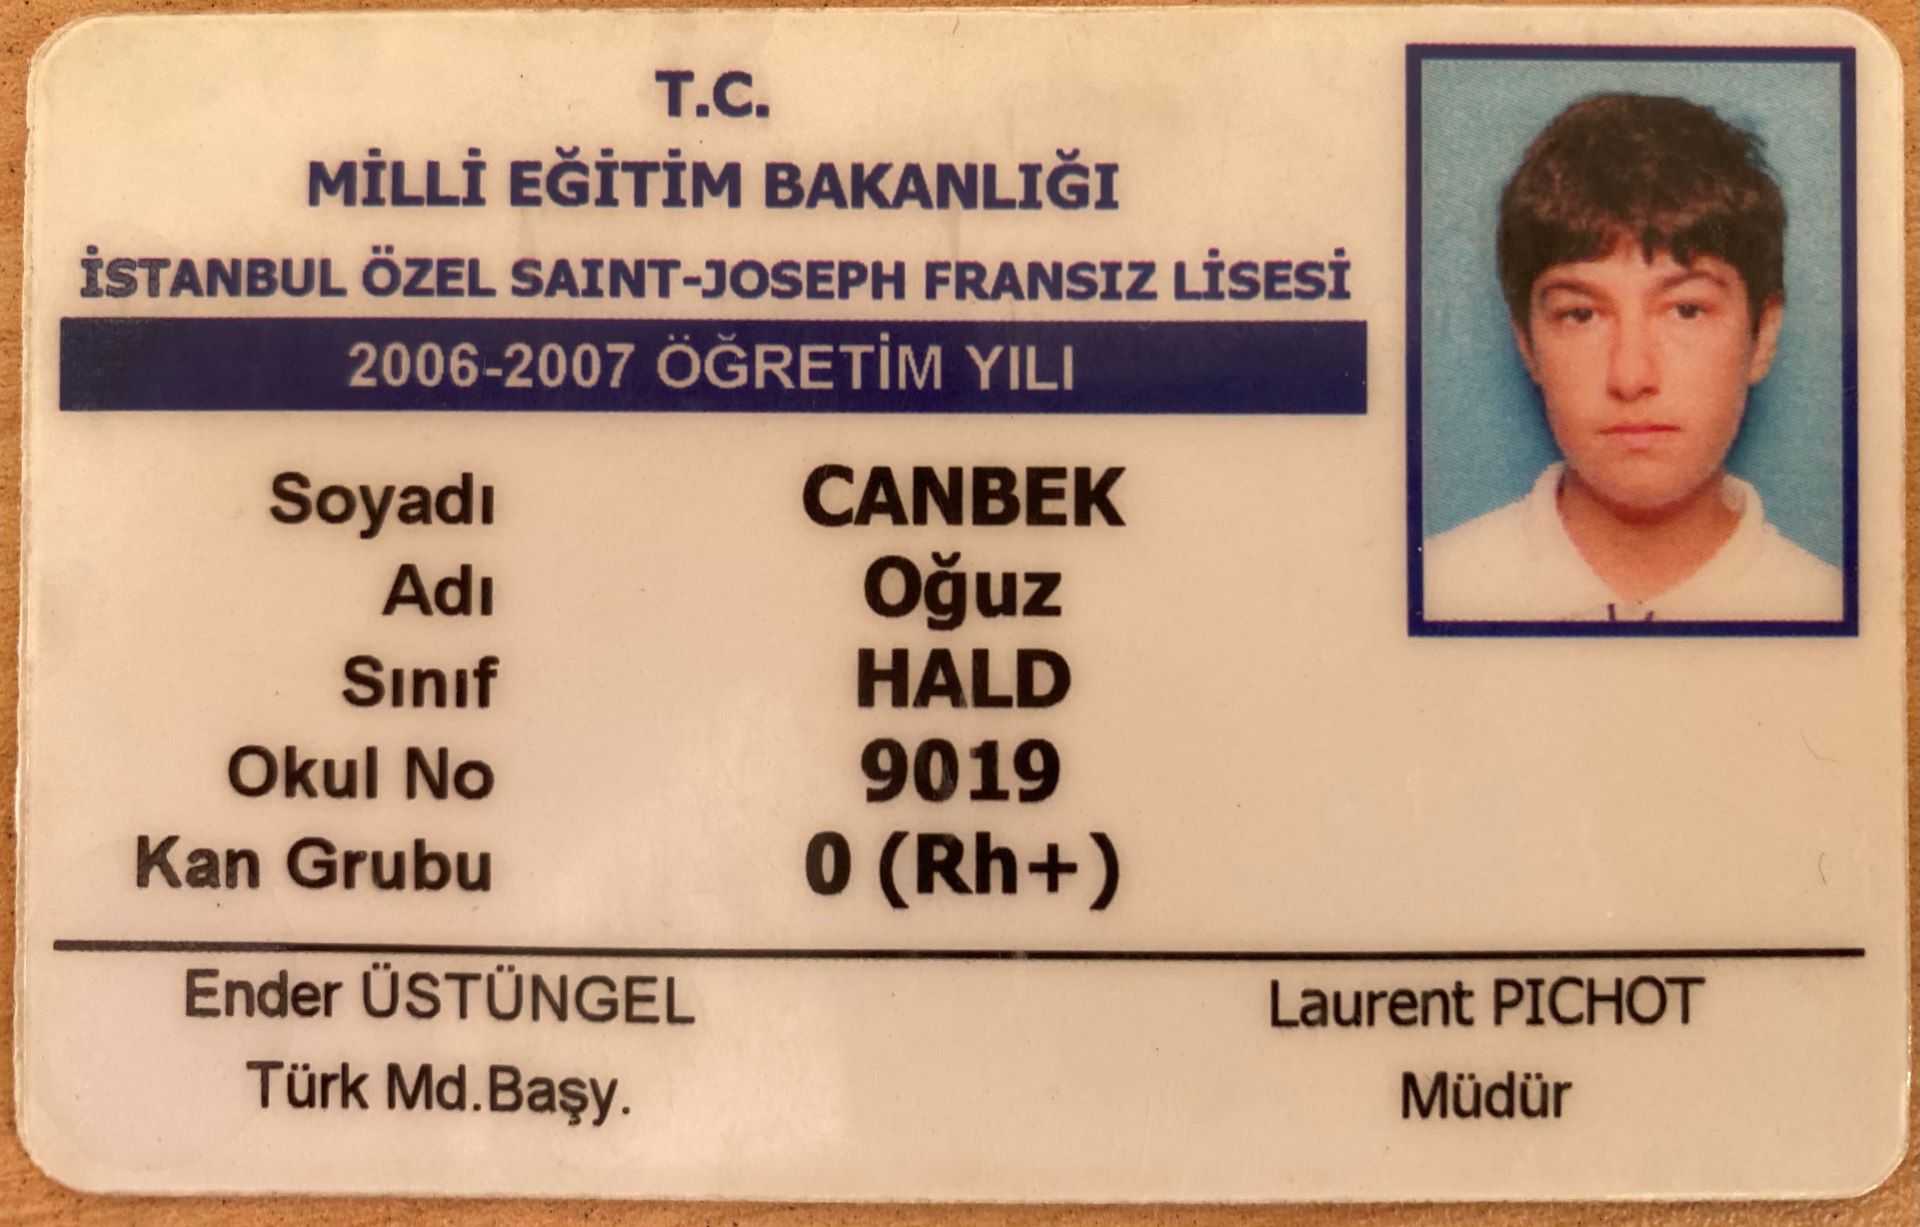 T.C.
MİLLİ EĞİTİM BAKANLIĞI
İSTANBUL ÖZEL SAINT-JOSEPH FRANSIZ LİSESİ
2006-2007 ÖĞRETİM YILI
Soyadı CANBEK
Adı Oğuz
Sınıf HALD
Okul No 9019
Kan Grubu 0 (Rh+)
Ender ÜSTÜNGEL Laurent PICHOT
Türk Md.Başy. Müdür